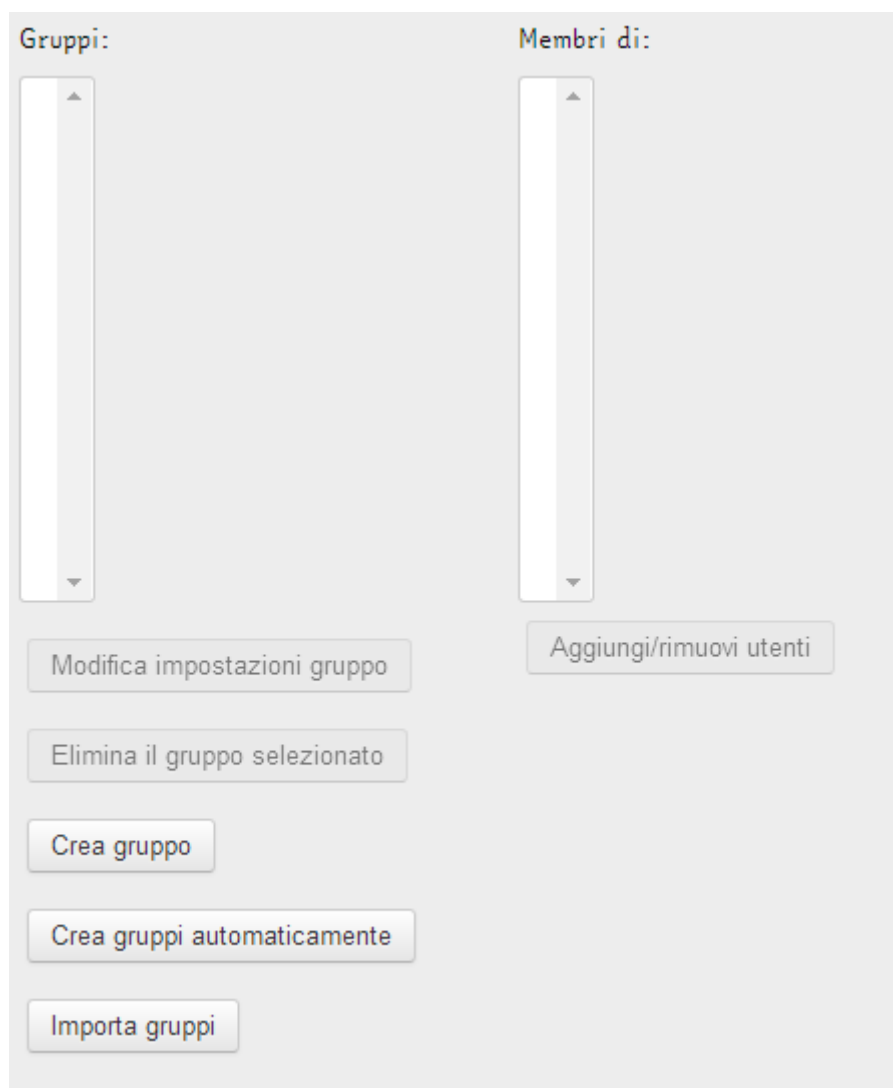 Gruppi:
Membri di:
Modifica impostazioni gruppo
Aggiungi/rimuovi utenti
Elimina il gruppo selezionato
Crea gruppo
Crea gruppi automaticamente
Importa gruppi